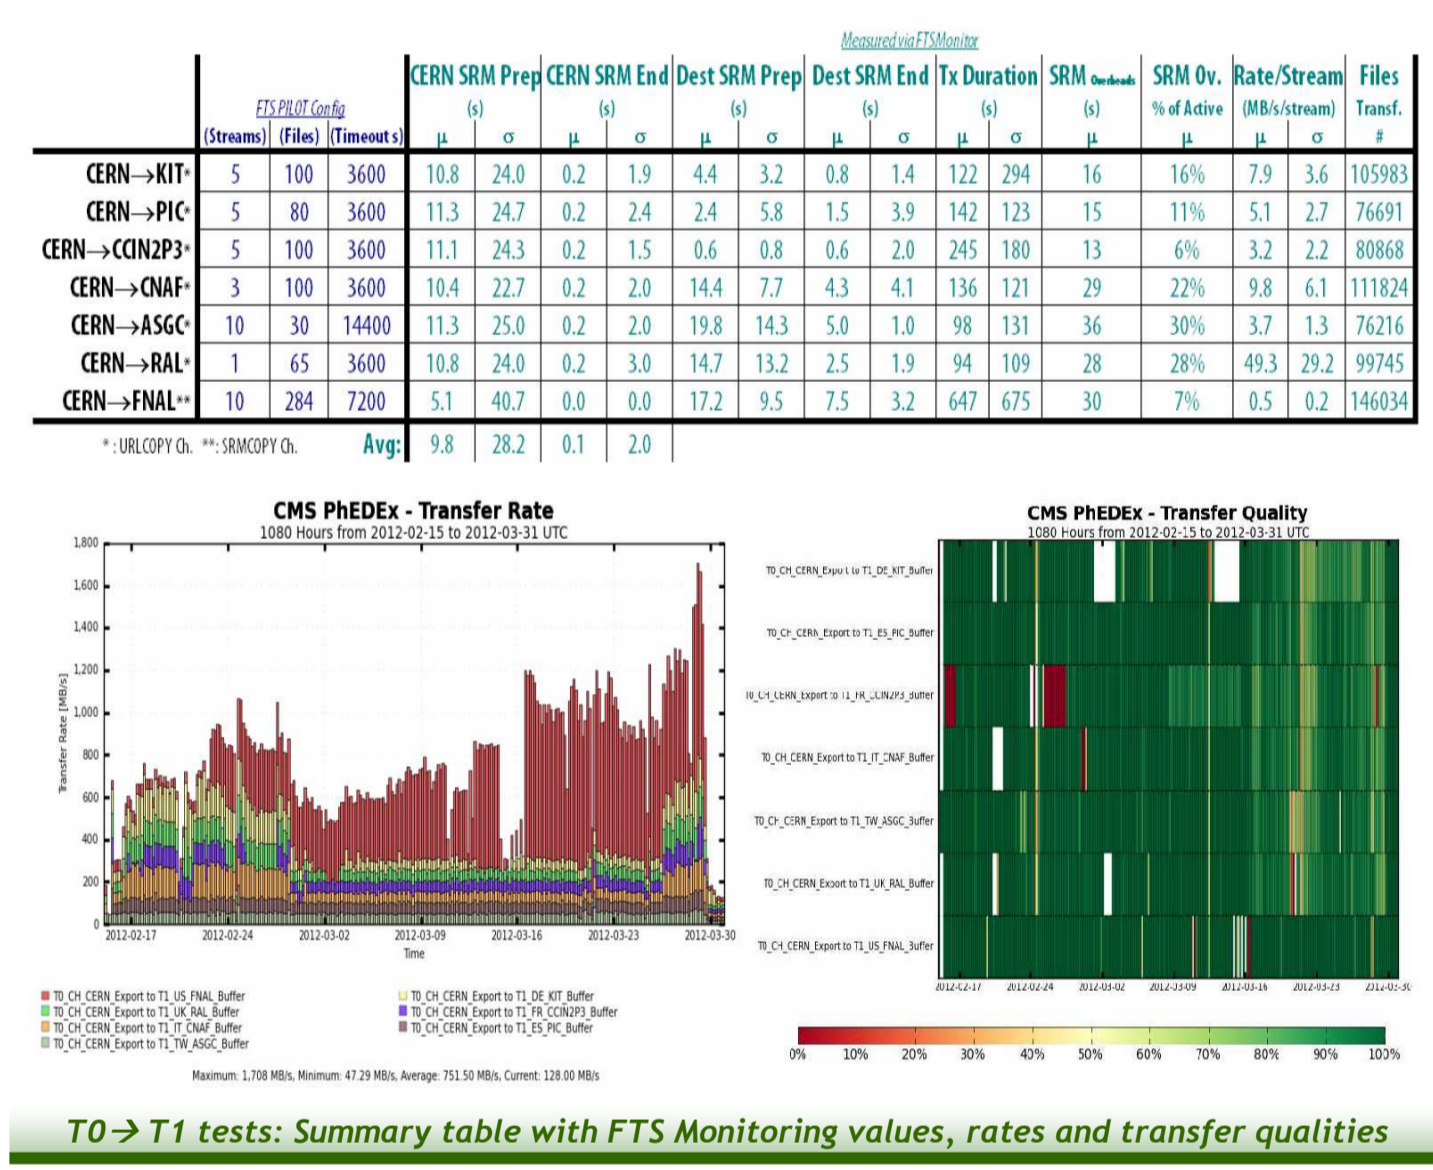 Measured via FTSMonitor
CERN SRM Prep CERN SRM End Dest SRM Prep Dest SRM End Tx Duration SRM Overheads SRM Ov. Rate/Stream Files
FTS PILOT Config (s) (s) (s) (s) (s) (s) % of Active (MB/s/stream) Transf.
(Streams) (Files) (Timeout s) μ σ μ σ μ σ μ σ μ σ μ μ μ σ #
CERN→KIT* 5 100 3600 10.8 24.0 0.2 1.9 4.4 3.2 0.8 1.4 122 294 16 16% 7.9 3.6 105983
CERN→PIC* 5 80 3600 11.3 24.7 0.2 2.4 2.4 5.8 1.5 3.9 142 123 15 11% 5.1 2.7 76691
CERN→CCIN2P3* 5 100 3600 11.1 24.3 0.2 1.5 0.6 0.8 0.6 2.0 245 180 13 6% 3.2 2.2 80868
CERN→CNAF* 3 100 3600 10.4 22.7 0.2 2.0 14.4 7.7 4.3 4.1 136 121 29 22% 9.8 6.1 111824
CERN→ASGC* 10 30 14400 11.3 25.0 0.2 2.0 19.8 14.3 5.0 1.0 98 131 36 30% 3.7 1.3 76216
CERN→RAL* 1 65 3600 10.8 24.0 0.2 3.0 14.7 13.2 2.5 1.9 94 109 28 28% 49.3 29.2 99745
CERN→FNAL** 10 284 7200 5.1 40.7 0.0 0.0 17.2 9.5 7.5 3.2 647 675 30 7% 0.5 0.2 146034
* : URLCOPY Ch. **: SRMCOPY Ch. Avg: 9.8 28.2 0.1 2.0
CMS PhEDEx - Transfer Rate
1080 Hours from 2012-02-15 to 2012-03-31 UTC
1,800
1,600
1,400
1,200
1,000
800
600
400
200
0
Transfer Rate [MB/s]
2012-02-17 2012-02-24 2012-03-02 2012-03-09 2012-03-16 2012-03-23 2012-03-30
Time
T0_CH_CERN_Export to T1_US_FNAL_Buffer T0_CH_CERN_Export to T1_DE_KIT_Buffer
T0_CH_CERN_Export to T1_UK_RAL_Buffer T0_CH_CERN_Export to T1_FR_CCIN2P3_Buffer
T0_CH_CERN_Export to T1_IT_CNAF_Buffer T0_CH_CERN_Export to T1_ES_PIC_Buffer
T0_CH_CERN_Export to T1_TW_ASGC_Buffer
Maximum: 1,708 MB/s, Minimum: 47.29 MB/s, Average: 751.50 MB/s, Current: 128.00 MB/s
CMS PhEDEx - Transfer Quality
1080 Hours from 2012-02-15 to 2012-03-31 UTC
T0_CH_CERN_Export to T1_DE_KIT_Buffer
T0_CH_CERN_Export to T1_ES_PIC_Buffer
T0_CH_CERN_Export to T1_FR_CCIN2P3_Buffer
T0_CH_CERN_Export to T1_IT_CNAF_Buffer
T0_CH_CERN_Export to T1_TW_ASGC_Buffer
T0_CH_CERN_Export to T1_UK_RAL_Buffer
T0_CH_CERN_Export to T1_US_FNAL_Buffer
2012-02-17 2012-02-24 2012-03-02 2012-03-09 2012-03-16 2012-03-23 2012-03-30
0% 10% 20% 30% 40% 50% 60% 70% 80% 90% 100%
T0→ T1 tests: Summary table with FTS Monitoring values, rates and transfer qualities